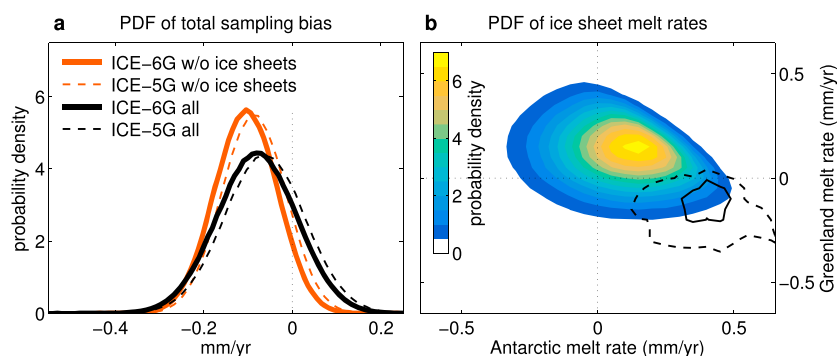 a PDF of total sampling bias
ICE−6G w/o ice sheets
ICE−5G w/o ice sheets
ICE−6G all
ICE−5G all
probability density
6
4
2
0
−0.4 −0.2 0 0.2
mm/yr
b PDF of ice sheet melt rates
probability density
6
4
2
0
0.5
0
−0.5
Greenland melt rate (mm/yr)
−0.5 0 0.5
Antarctic melt rate (mm/yr)